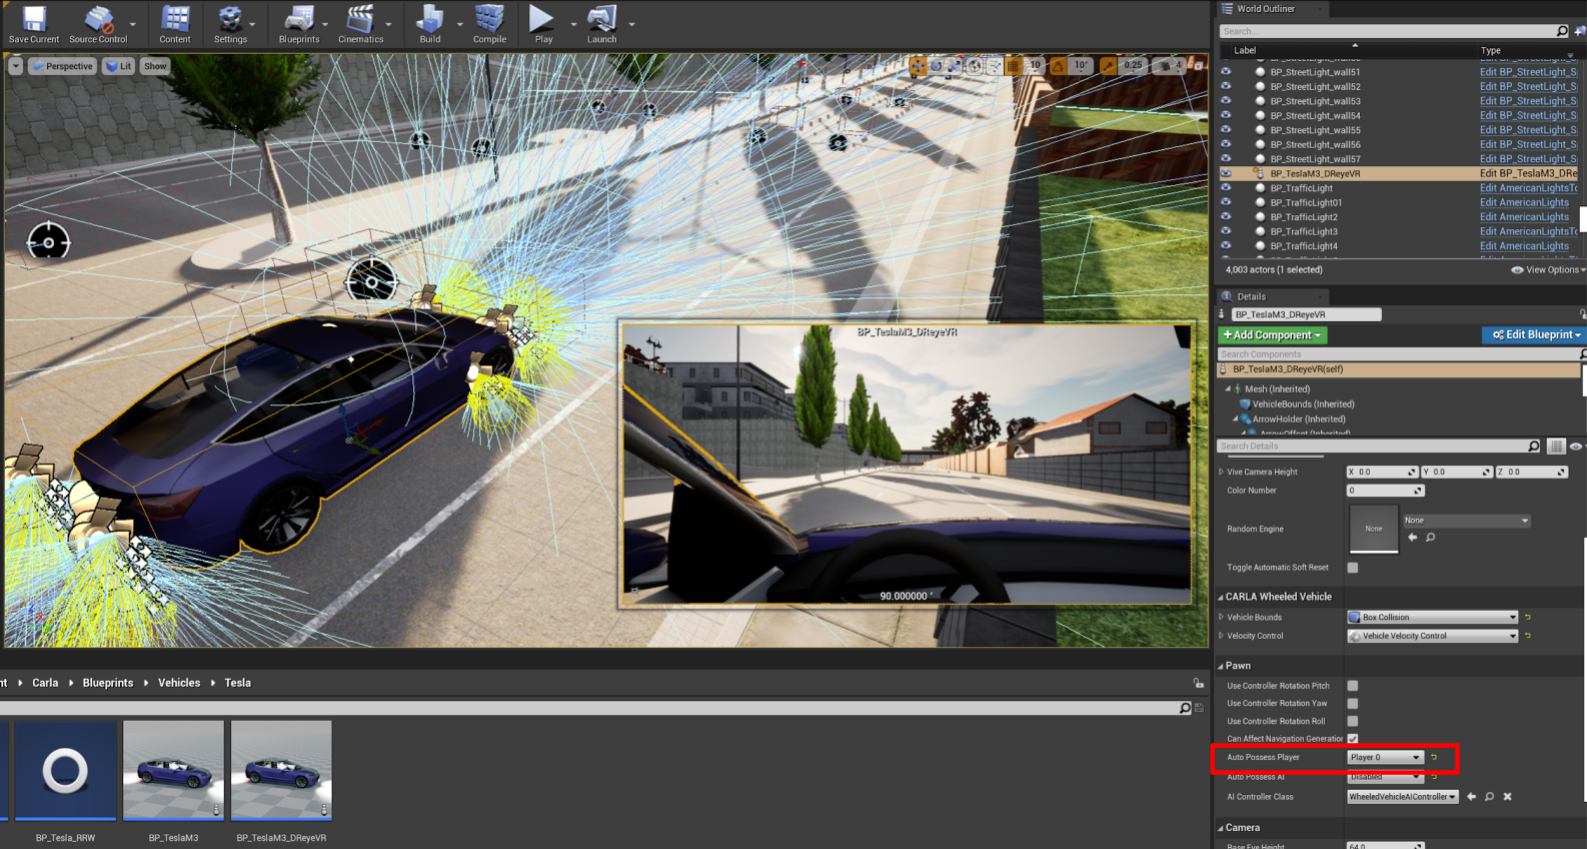 Save Current
Source Control
Content
Settings
Blueprints
Cinematics
Build
Compile
Play
Launch
Perspective
Lit
Show
10
10°
0.25
4
BP_TeslaM3_DReyeVR
90.000000 °
World Outliner
Search...
Label
Type
BP_StreetLight_wall51
Edit BP_StreetLight_S
BP_StreetLight_wall52
Edit BP_StreetLight_S
BP_StreetLight_wall53
Edit BP_StreetLight_S
BP_StreetLight_wall54
Edit BP_StreetLight_S
BP_StreetLight_wall55
Edit BP_StreetLight_S
BP_StreetLight_wall56
Edit BP_StreetLight_S
BP_StreetLight_wall57
Edit BP_StreetLight_S
BP_TeslaM3_DReyeVR
Edit BP_TeslaM3_DRe
BP_TrafficLight
Edit AmericanLightsTo
BP_TrafficLight01
Edit AmericanLights
BP_TrafficLight2
Edit AmericanLights
BP_TrafficLight3
Edit AmericanLightsTo
BP_TrafficLight4
Edit AmericanLights
4,003 actors (1 selected)
View Options
Details
BP_TeslaM3_DReyeVR
+ Add Component
Edit Blueprint
Search Components
BP_TeslaM3_DReyeVR(self)
Mesh (Inherited)
VehicleBounds (Inherited)
ArrowHolder (Inherited)
ArrowOffset (Inherited)
Search Details
Vive Camera Height
X 0.0
Y 0.0
Z 0.0
Color Number
0
Random Engine
None
None
Toggle Automatic Soft Reset
CARLA Wheeled Vehicle
Vehicle Bounds
Box Collision
Velocity Control
Vehicle Velocity Control
Pawn
Use Controller Rotation Pitch
Use Controller Rotation Yaw
Use Controller Rotation Roll
Can Affect Navigation Generation
Auto Possess Player
Player 0
Auto Possess AI
Disabled
AI Controller Class
WheeledVehicleAIController
Camera
Base Eye Height
64.0
nt
Carla
Blueprints
Vehicles
Tesla
BP_Tesla_RRW
BP_TeslaM3
BP_TeslaM3_DReyeVR